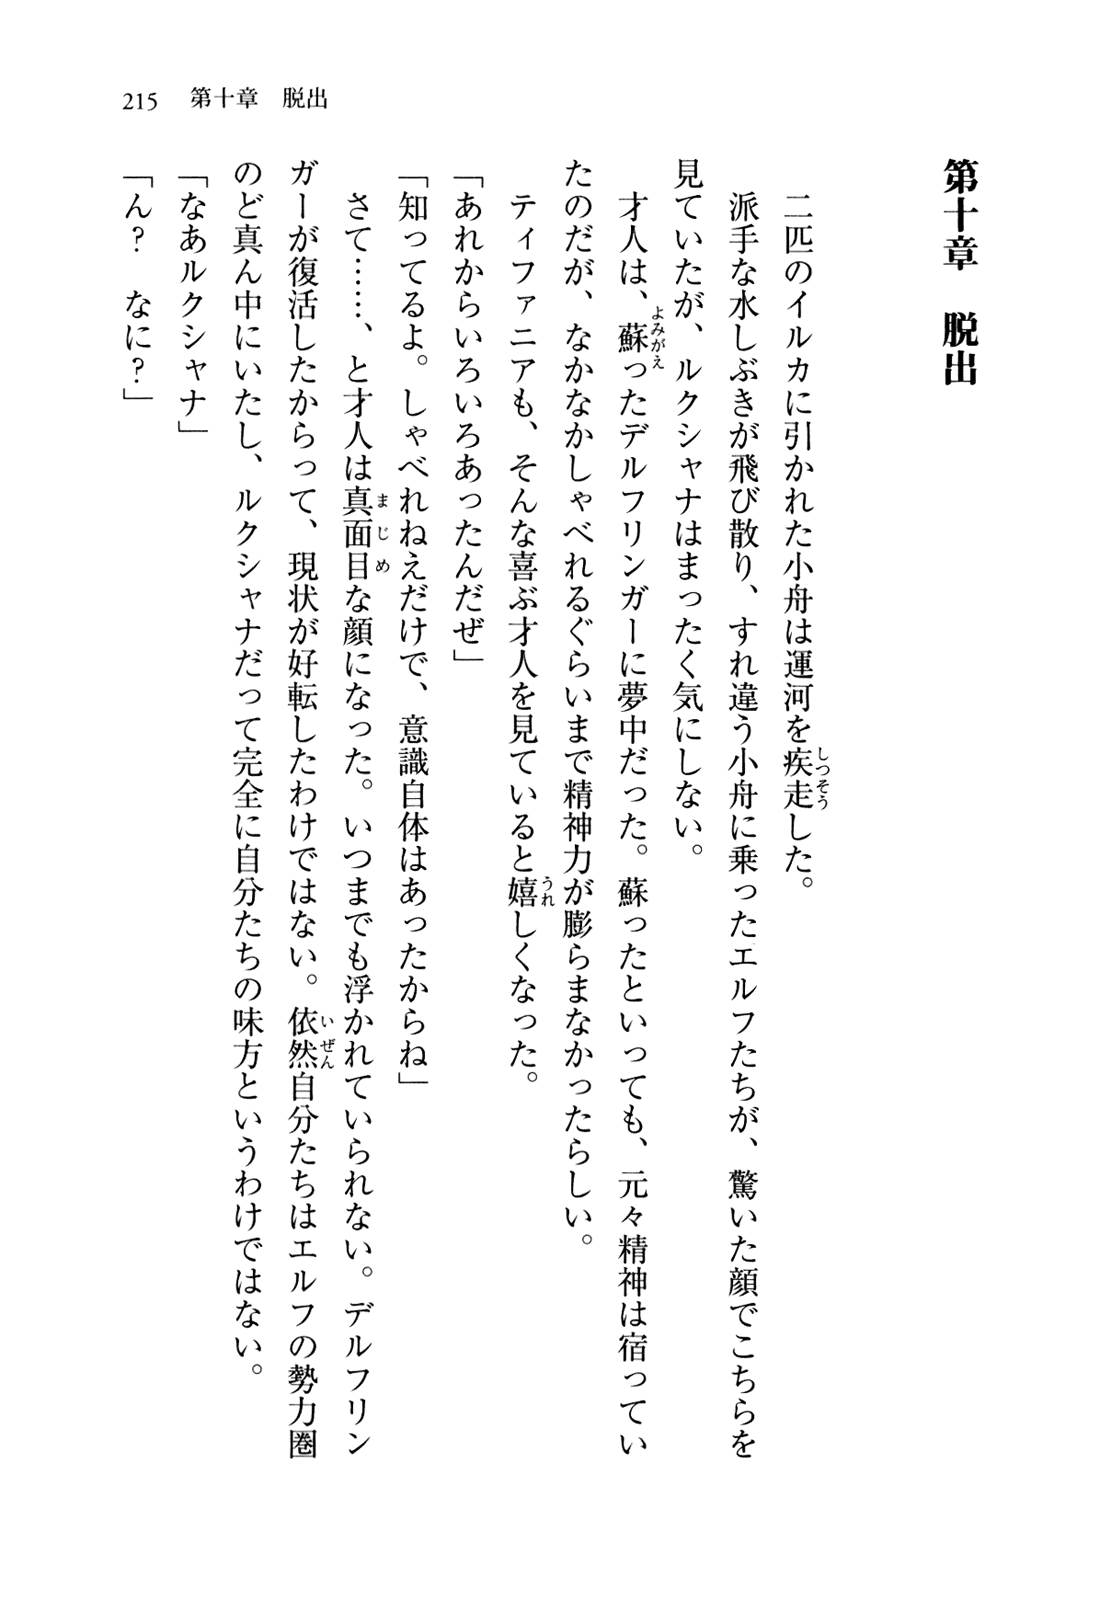 215　第十章　脱出
第十章　脱出
二匹のイルカに引かれた小舟は運河を疾走した。
派手な水しぶきが飛び散り、すれ違う小舟に乗ったエルフたちが、驚いた顔でこちらを
見ていたが、ルクシャナはまったく気にしない。
才人は、蘇ったデルフリンガーに夢中だった。蘇ったといっても、元々精神は宿ってい
たのだが、なかなかしゃべれるぐらいまで精神力が膨らまなかったらしい。
ティファニアも、そんな喜ぶ才人を見ていると嬉しくなった。
「あれからいろいろあったんだぜ」
「知ってるよ。しゃべれねえだけで、意識自体はあったからね」
さて……、と才人は真面目な顔になった。いつまでも浮かれていられない。デルフリン
ガーが復活したからって、現状が好転したわけではない。依然自分たちはエルフの勢力圏
のど真ん中にいたし、ルクシャナだって完全に自分たちの味方というわけではない。
「なあルクシャナ」
「ん？　なに？」